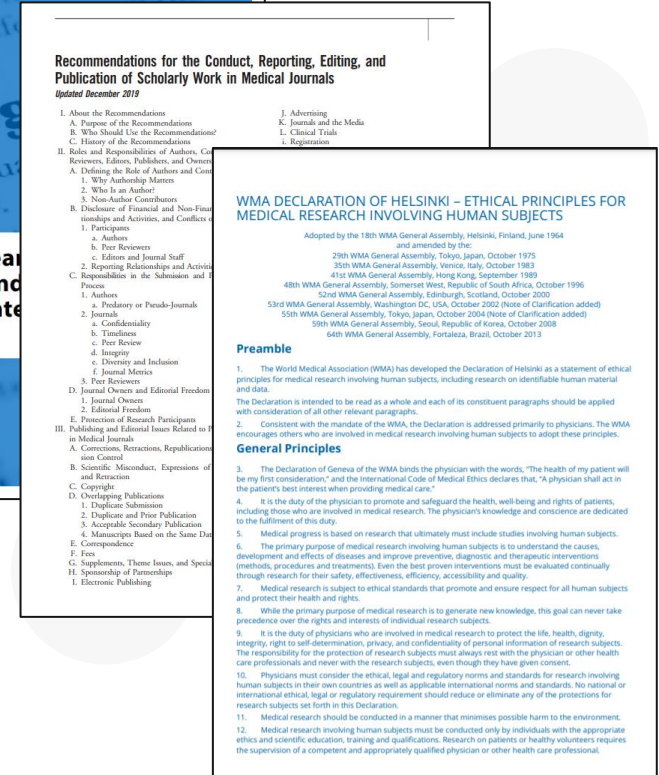 Recommendations for the Conduct, Reporting, Editing, and
Publication of Scholarly Work in Medical Journals
Updated December 2019
I. About the Recommendations
A. Purpose of the Recommendations
B. Who Should Use the Recommendations?
C. History of the Recommendations
II. Roles and Responsibilities of Authors,
Reviewers, Editors, Publishers, and Owners
A. Defining the Role of Authors and
1. Why Authorship Matters
2. Who Is an Author?
3. Non-Author Contributors
B. Disclosure of Financial and
tionships and Activities, and Conflicts
1. Participants
a. Authors
b. Peer Reviewers
c. Editors and Journal Staff
2. Reporting Relationships and
C. Responsibilities in the Submission and
Process
1. Authors
a. Predatory or Pseudo-Journals
2. Journals
a. Confidentiality
b. Timeliness
c. Peer Review
d. Integrity
e. Diversity and Inclusion
f. Journal Metrics
3. Peer Reviewers
D. Journal Owners and Editorial Freedom
1. Journal Owners
2. Editorial Freedom
E. Protection of Research Participants
III. Publishing and Editorial Issues Related to
in Medical Journals
A. Corrections, Retractions, Republications
sion Control
B. Scientific Misconduct, Expressions of
and Retraction
C. Copyright
D. Overlapping Publications
1. Duplicate Submission
2. Duplicate and Prior Publication
3. Acceptable Secondary Publication
4. Manuscripts Based on the Same
E. Correspondence
F. Fees
G. Supplements, Theme Issues, and
H. Sponsorship of Partnerships
I. Electronic Publishing
J. Advertising
K. Journals and the Media
L. Clinical Trials
i. Registration
WMA DECLARATION OF HELSINKI – ETHICAL PRINCIPLES FOR
MEDICAL RESEARCH INVOLVING HUMAN SUBJECTS
Adopted by the 18th WMA General Assembly, Helsinki, Finland, June 1964
and amended by the:
29th WMA General Assembly, Tokyo, Japan, October 1975
35th WMA General Assembly, Venice, Italy, October 1983
41st WMA General Assembly, Hong Kong, September 1989
48th WMA General Assembly, Somerset West, Republic of South Africa, October 1996
52nd WMA General Assembly, Edinburgh, Scotland, October 2000
53rd WMA General Assembly, Washington DC, USA, October 2002 (Note of Clarification added)
55th WMA General Assembly, Tokyo, Japan, October 2004 (Note of Clarification added)
59th WMA General Assembly, Seoul, Republic of Korea, October 2008
64th WMA General Assembly, Fortaleza, Brazil, October 2013
Preamble
1. The World Medical Association (WMA) has developed the Declaration of Helsinki as a statement of ethical
principles for medical research involving human subjects, including research on identifiable human material
and data.
The Declaration is intended to be read as a whole and each of its constituent paragraphs should be applied
with consideration of all other relevant paragraphs.
2. Consistent with the mandate of the WMA, the Declaration is addressed primarily to physicians. The WMA
encourages others who are involved in medical research involving human subjects to adopt these principles.
General Principles
3. The Declaration of Geneva of the WMA binds the physician with the words, "The health of my patient will
be my first consideration," and the International Code of Medical Ethics declares that, "A physician shall act in
the patient's best interest when providing medical care."
4. It is the duty of the physician to promote and safeguard the health, well-being and rights of patients,
including those who are involved in medical research. The physician's knowledge and conscience are dedicated
to the fulfilment of this duty.
5. Medical progress is based on research that ultimately must include studies involving human subjects.
6. The primary purpose of medical research involving human subjects is to understand the causes,
development and effects of diseases and improve preventive, diagnostic and therapeutic interventions
(methods, procedures and treatments). Even the best proven interventions must be evaluated continually
through research for their safety, effectiveness, efficiency, accessibility and quality.
7. Medical research is subject to ethical standards that promote and ensure respect for all human subjects
and protect their health and rights.
8. While the primary purpose of medical research is to generate new knowledge, this goal can never take
precedence over the rights and interests of individual research subjects.
9. It is the duty of physicians who are involved in medical research to protect the life, health, dignity,
integrity, right to self-determination, privacy, and confidentiality of personal information of research subjects.
The responsibility for the protection of research subjects must always rest with the physician or other health
care professionals and never with the research subjects, even though they have given consent.
10. Physicians must consider the ethical, legal and regulatory norms and standards for research involving
human subjects in their own countries as well as applicable international norms and standards. No national or
international ethical, legal or regulatory requirement should reduce or eliminate any of the protections for
research subjects set forth in this Declaration.
11. Medical research should be conducted in a manner that minimises possible harm to the environment.
12. Medical research involving human subjects must be conducted only by individuals with the appropriate
ethics and scientific education, training and qualifications. Research on patients or healthy volunteers requires
the supervision of a competent and appropriately qualified physician or other health care professional.